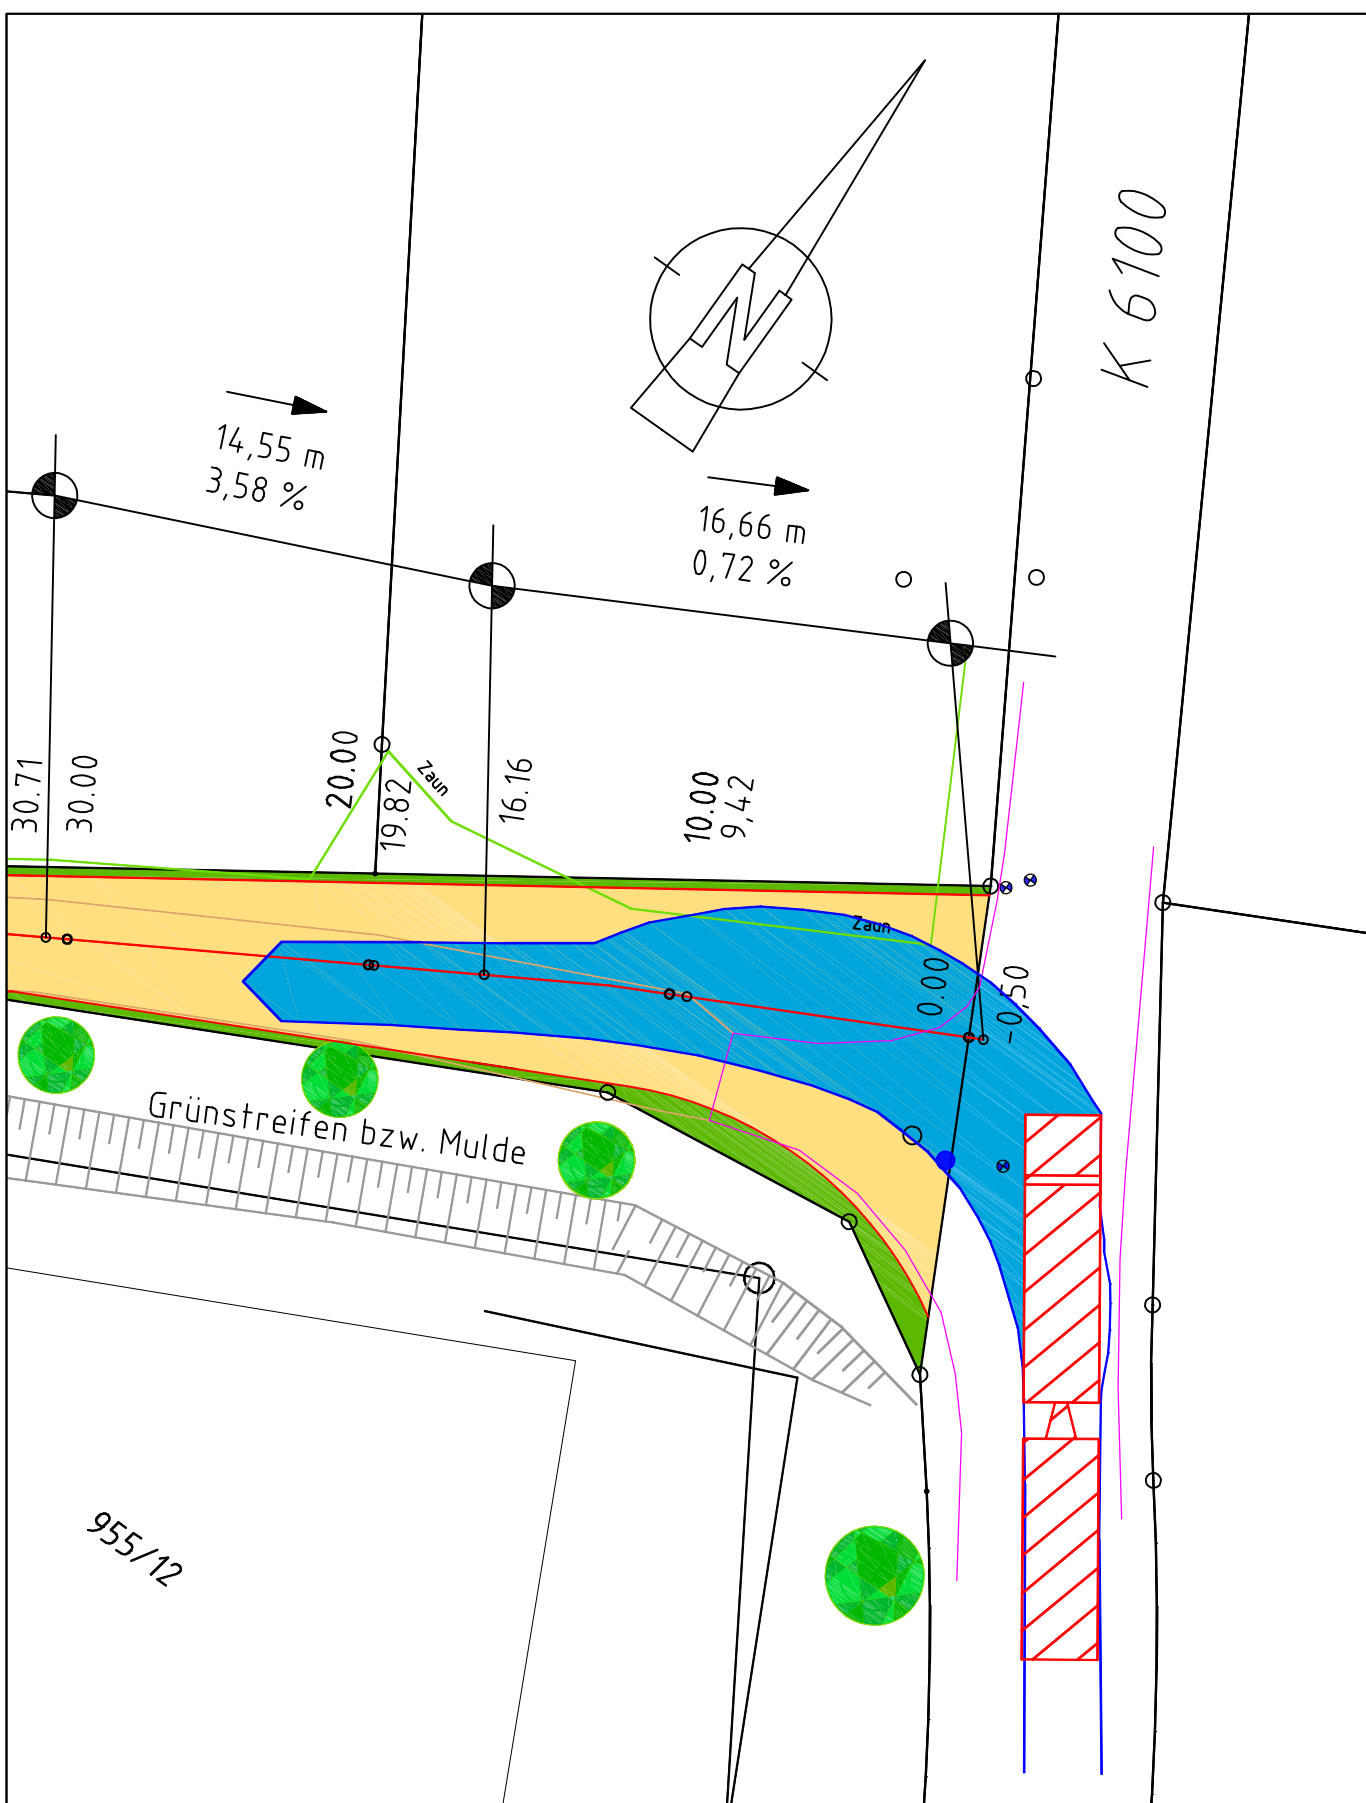 K 6100
N
14,55 m
3,58 %
16,66 m
0,72 %
30.71
30.00
20.00
19.82
Zaun
16.16
10.00
9,42
Zaun
0.00
-0,50
Grünstreifen bzw. Mulde
955/12